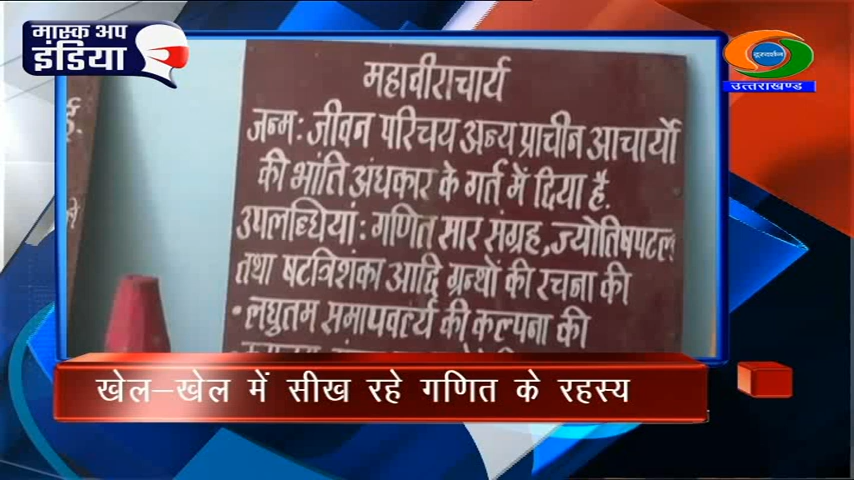 मास्क अप
इंडिया
दूरदर्शन
उत्तराखण्ड
महावीराचार्य
जन्म: जीवन परिचय अन्य प्राचीन आचार्यो
की भांति अंधकार के गर्त में दिया है.
उपलब्धियां: गणित सार संग्रह, ज्योतिषपटल
तथा षटत्रिशंका आदि ग्रन्थों की रचना की
•लघुतम समापवर्त्य की कल्पना की
खेल–खेल में सीख रहे गणित के रहस्य